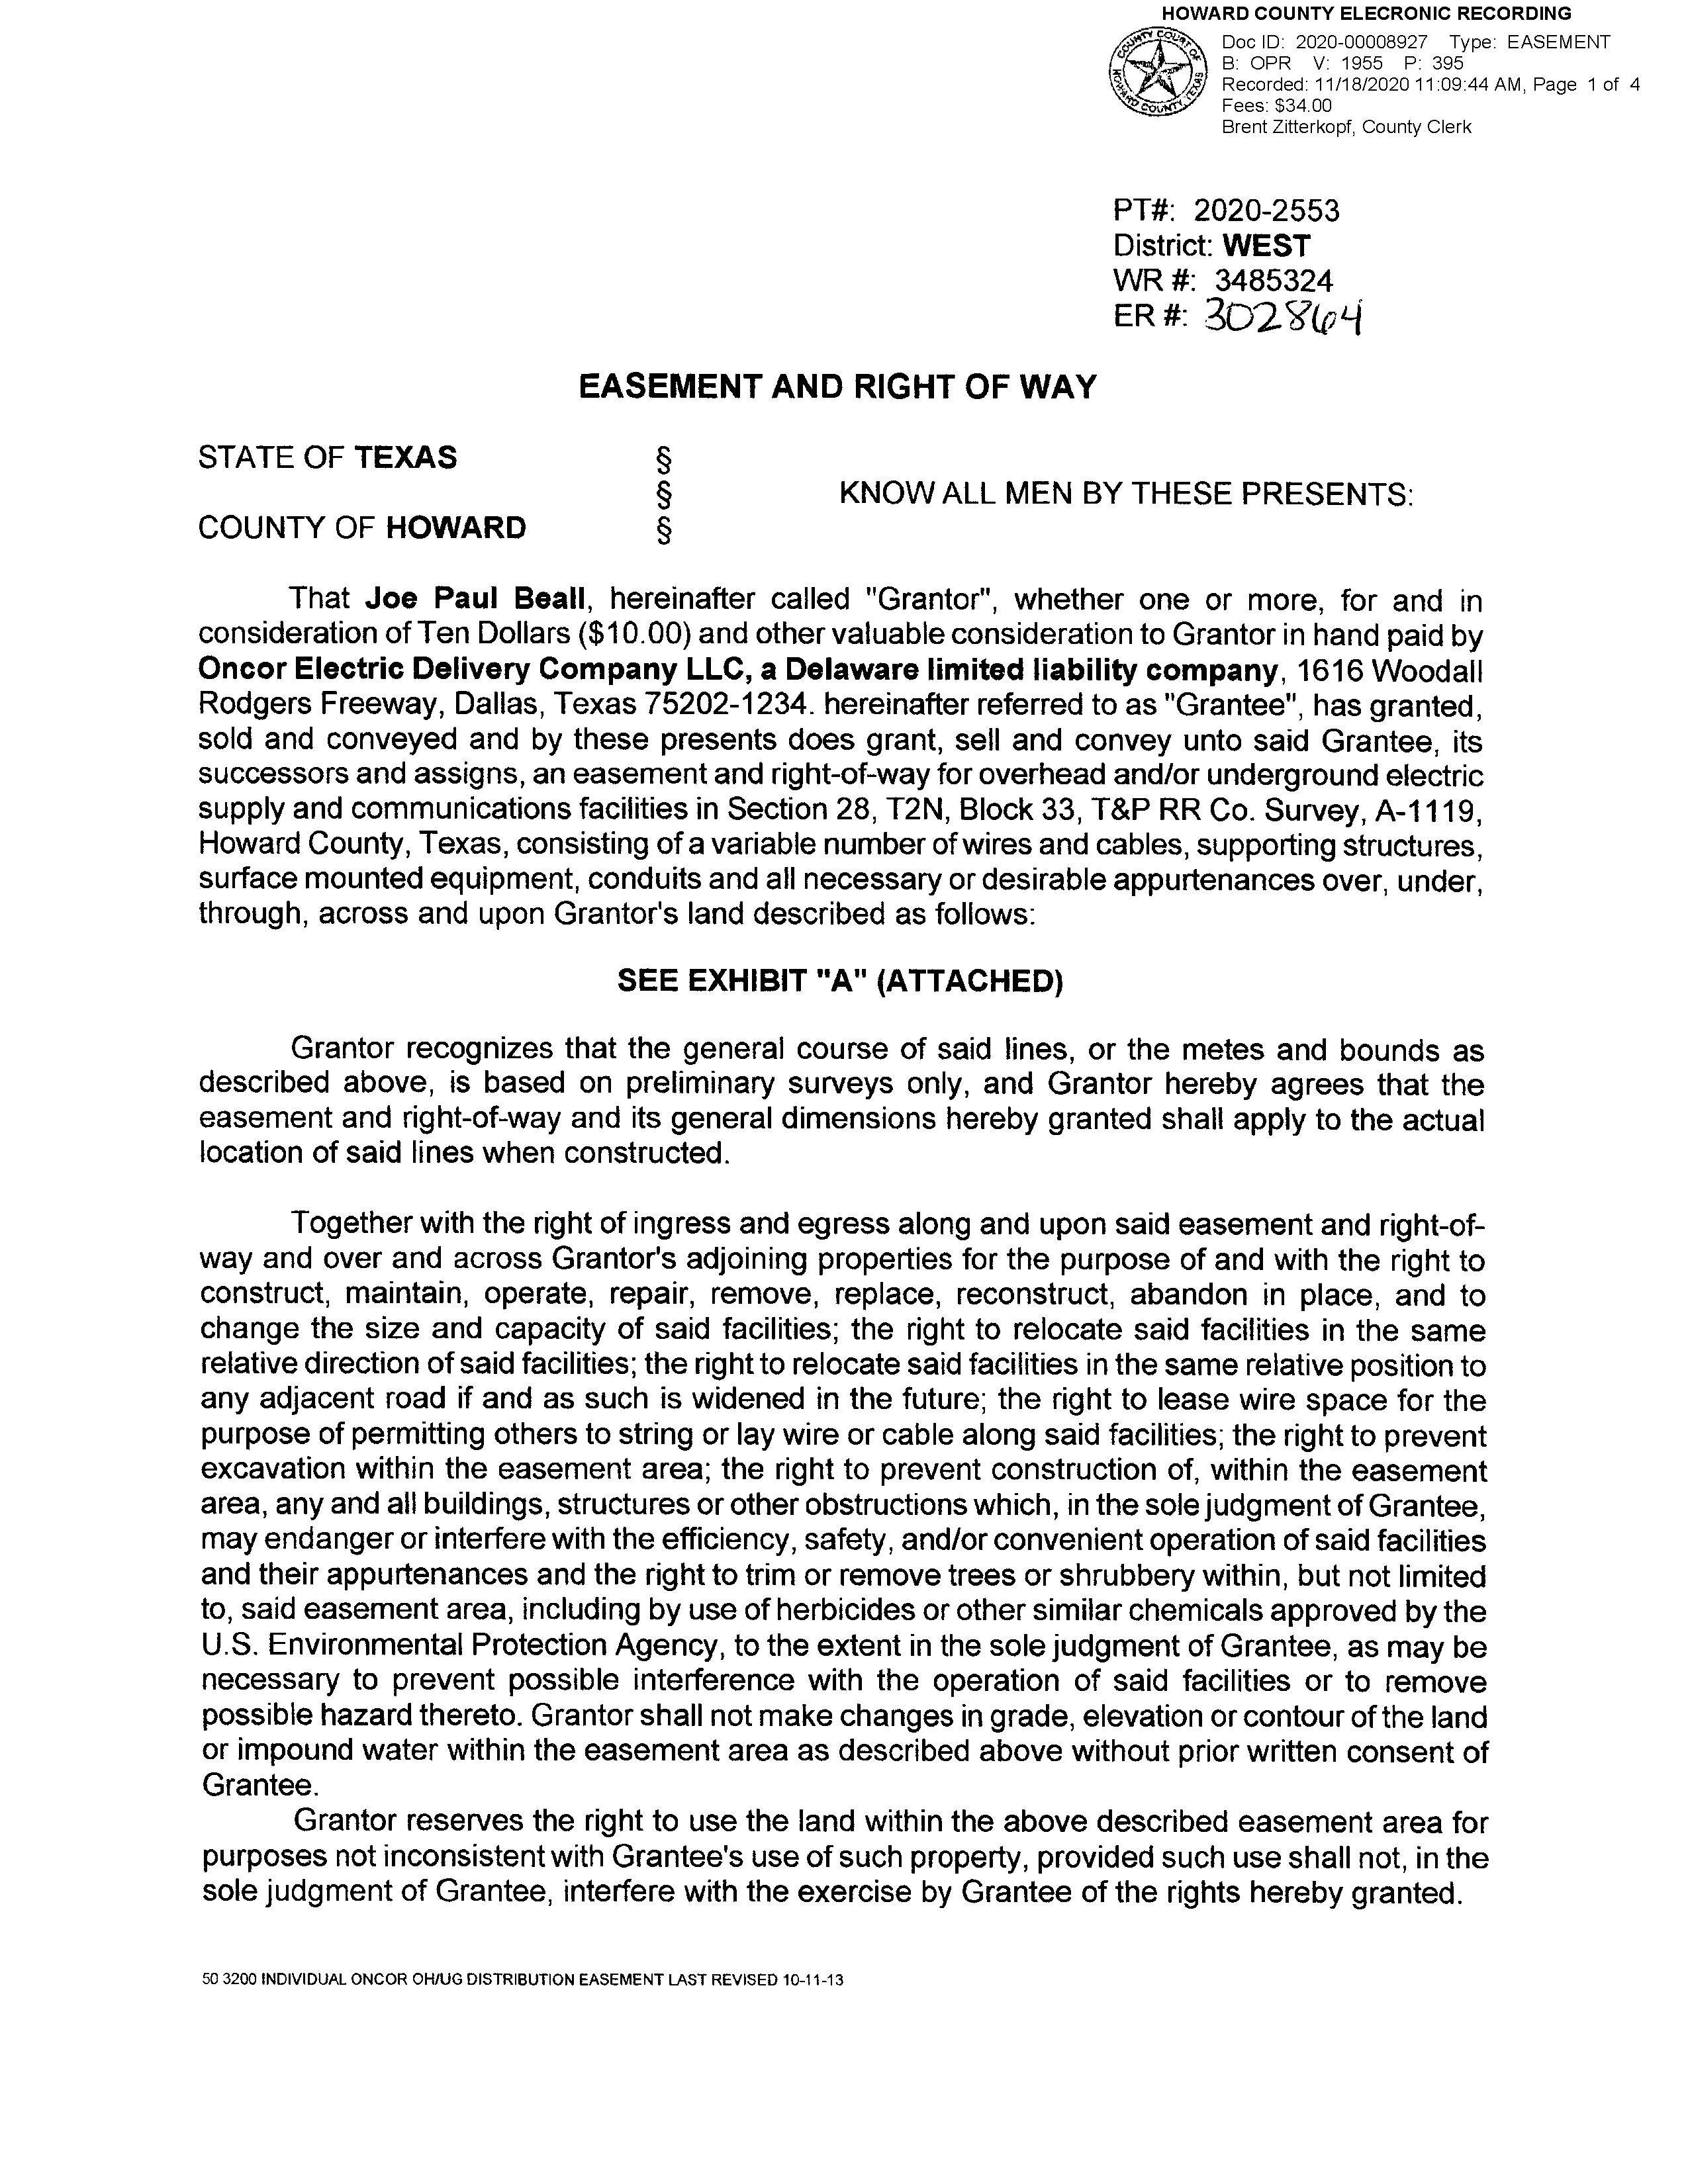 HOWARD COUNTY ELECRONIC RECORDING
Doc ID: 2020-00008927 Type: EASEMENT
B: OPR V: 1955 P: 395
Recorded: 11/18/2020 11:09:44 AM, Page 1 of 4
Fees: $34.00
Brent Zitterkopf, County Clerk
COUNTY COURT OF HOWARD COUNTY, TEXAS
PT#: 2020-2553
District: WEST
WR #: 3485324
ER #: 302864
EASEMENT AND RIGHT OF WAY
STATE OF TEXAS §
§ KNOW ALL MEN BY THESE PRESENTS:
COUNTY OF HOWARD §
That Joe Paul Beall, hereinafter called "Grantor", whether one or more, for and in
consideration of Ten Dollars ($10.00) and other valuable consideration to Grantor in hand paid by
Oncor Electric Delivery Company LLC, a Delaware limited liability company, 1616 Woodall
Rodgers Freeway, Dallas, Texas 75202-1234. hereinafter referred to as "Grantee", has granted,
sold and conveyed and by these presents does grant, sell and convey unto said Grantee, its
successors and assigns, an easement and right-of-way for overhead and/or underground electric
supply and communications facilities in Section 28, T2N, Block 33, T&P RR Co. Survey, A-1119,
Howard County, Texas, consisting of a variable number of wires and cables, supporting structures,
surface mounted equipment, conduits and all necessary or desirable appurtenances over, under,
through, across and upon Grantor's land described as follows:
SEE EXHIBIT "A" (ATTACHED)
Grantor recognizes that the general course of said lines, or the metes and bounds as
described above, is based on preliminary surveys only, and Grantor hereby agrees that the
easement and right-of-way and its general dimensions hereby granted shall apply to the actual
location of said lines when constructed.
Together with the right of ingress and egress along and upon said easement and right-of-
way and over and across Grantor's adjoining properties for the purpose of and with the right to
construct, maintain, operate, repair, remove, replace, reconstruct, abandon in place, and to
change the size and capacity of said facilities; the right to relocate said facilities in the same
relative direction of said facilities; the right to relocate said facilities in the same relative position to
any adjacent road if and as such is widened in the future; the right to lease wire space for the
purpose of permitting others to string or lay wire or cable along said facilities; the right to prevent
excavation within the easement area; the right to prevent construction of, within the easement
area, any and all buildings, structures or other obstructions which, in the sole judgment of Grantee,
may endanger or interfere with the efficiency, safety, and/or convenient operation of said facilities
and their appurtenances and the right to trim or remove trees or shrubbery within, but not limited
to, said easement area, including by use of herbicides or other similar chemicals approved by the
U.S. Environmental Protection Agency, to the extent in the sole judgment of Grantee, as may be
necessary to prevent possible interference with the operation of said facilities or to remove
possible hazard thereto. Grantor shall not make changes in grade, elevation or contour of the land
or impound water within the easement area as described above without prior written consent of
Grantee.
Grantor reserves the right to use the land within the above described easement area for
purposes not inconsistent with Grantee's use of such property, provided such use shall not, in the
sole judgment of Grantee, interfere with the exercise by Grantee of the rights hereby granted.
50 3200 INDIVIDUAL ONCOR OH/UG DISTRIBUTION EASEMENT LAST REVISED 10-11-13